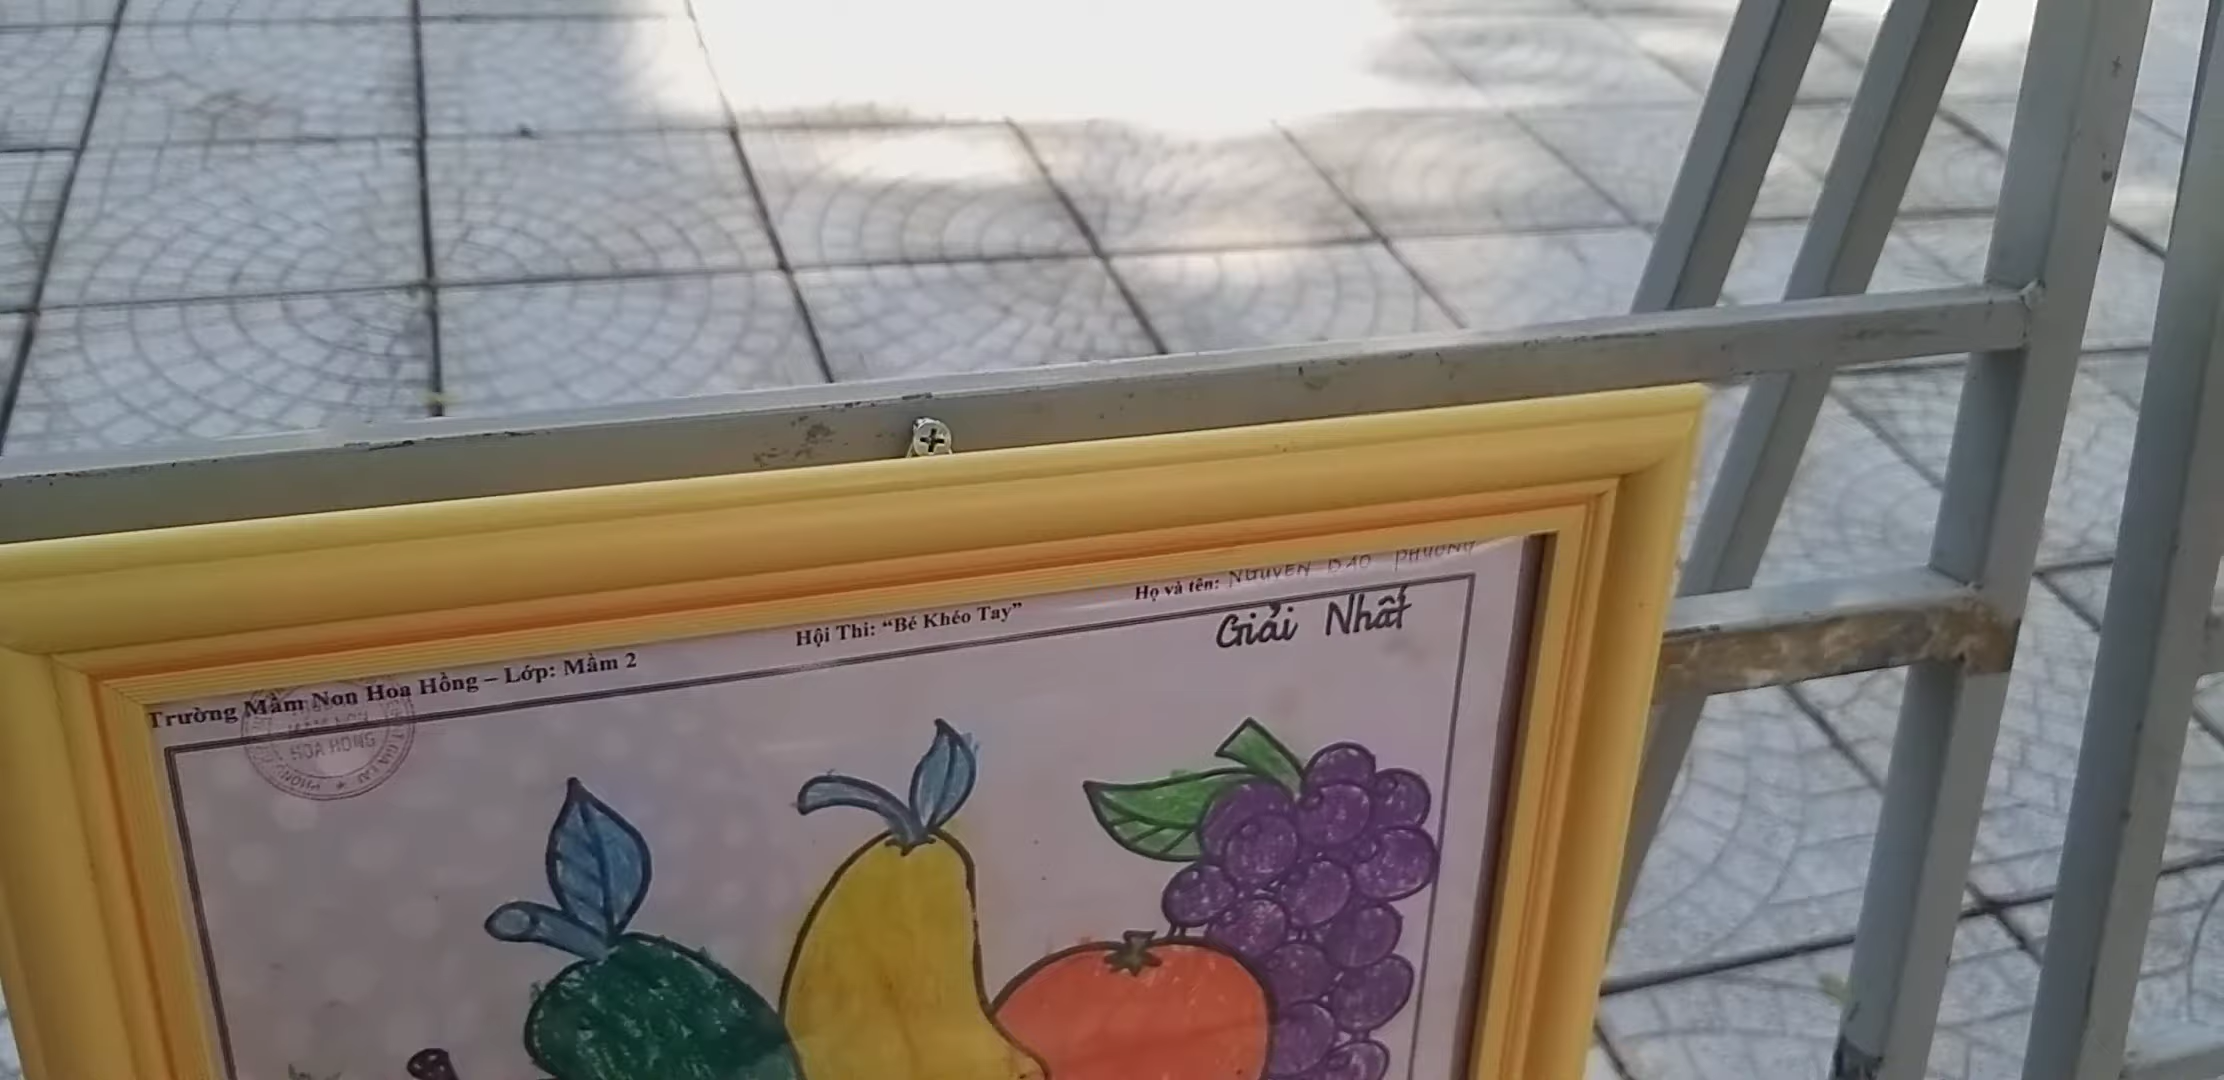 Trường Mầm Non Hoa Hồng – Lớp: Mầm 2
Hội Thi: “Bé Khéo Tay”
Họ và tên: NGUYEN DAO PHUONG
Giải Nhất
HOA HONG